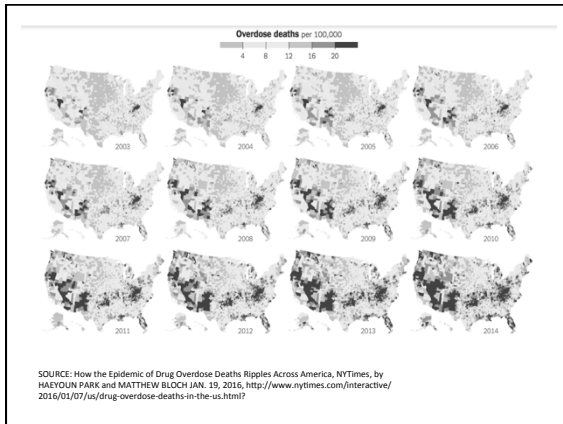 Overdose deaths per 100,000
4 8 12 16 20
2003 2004 2005 2006
2007 2008 2009 2010
2011 2012 2013 2014
SOURCE: How the Epidemic of Drug Overdose Deaths Ripples Across America, NYTimes, by
HAEYOUN PARK and MATTHEW BLOCH JAN. 19, 2016, http://www.nytimes.com/interactive/
2016/01/07/us/drug-overdose-deaths-in-the-us.html?